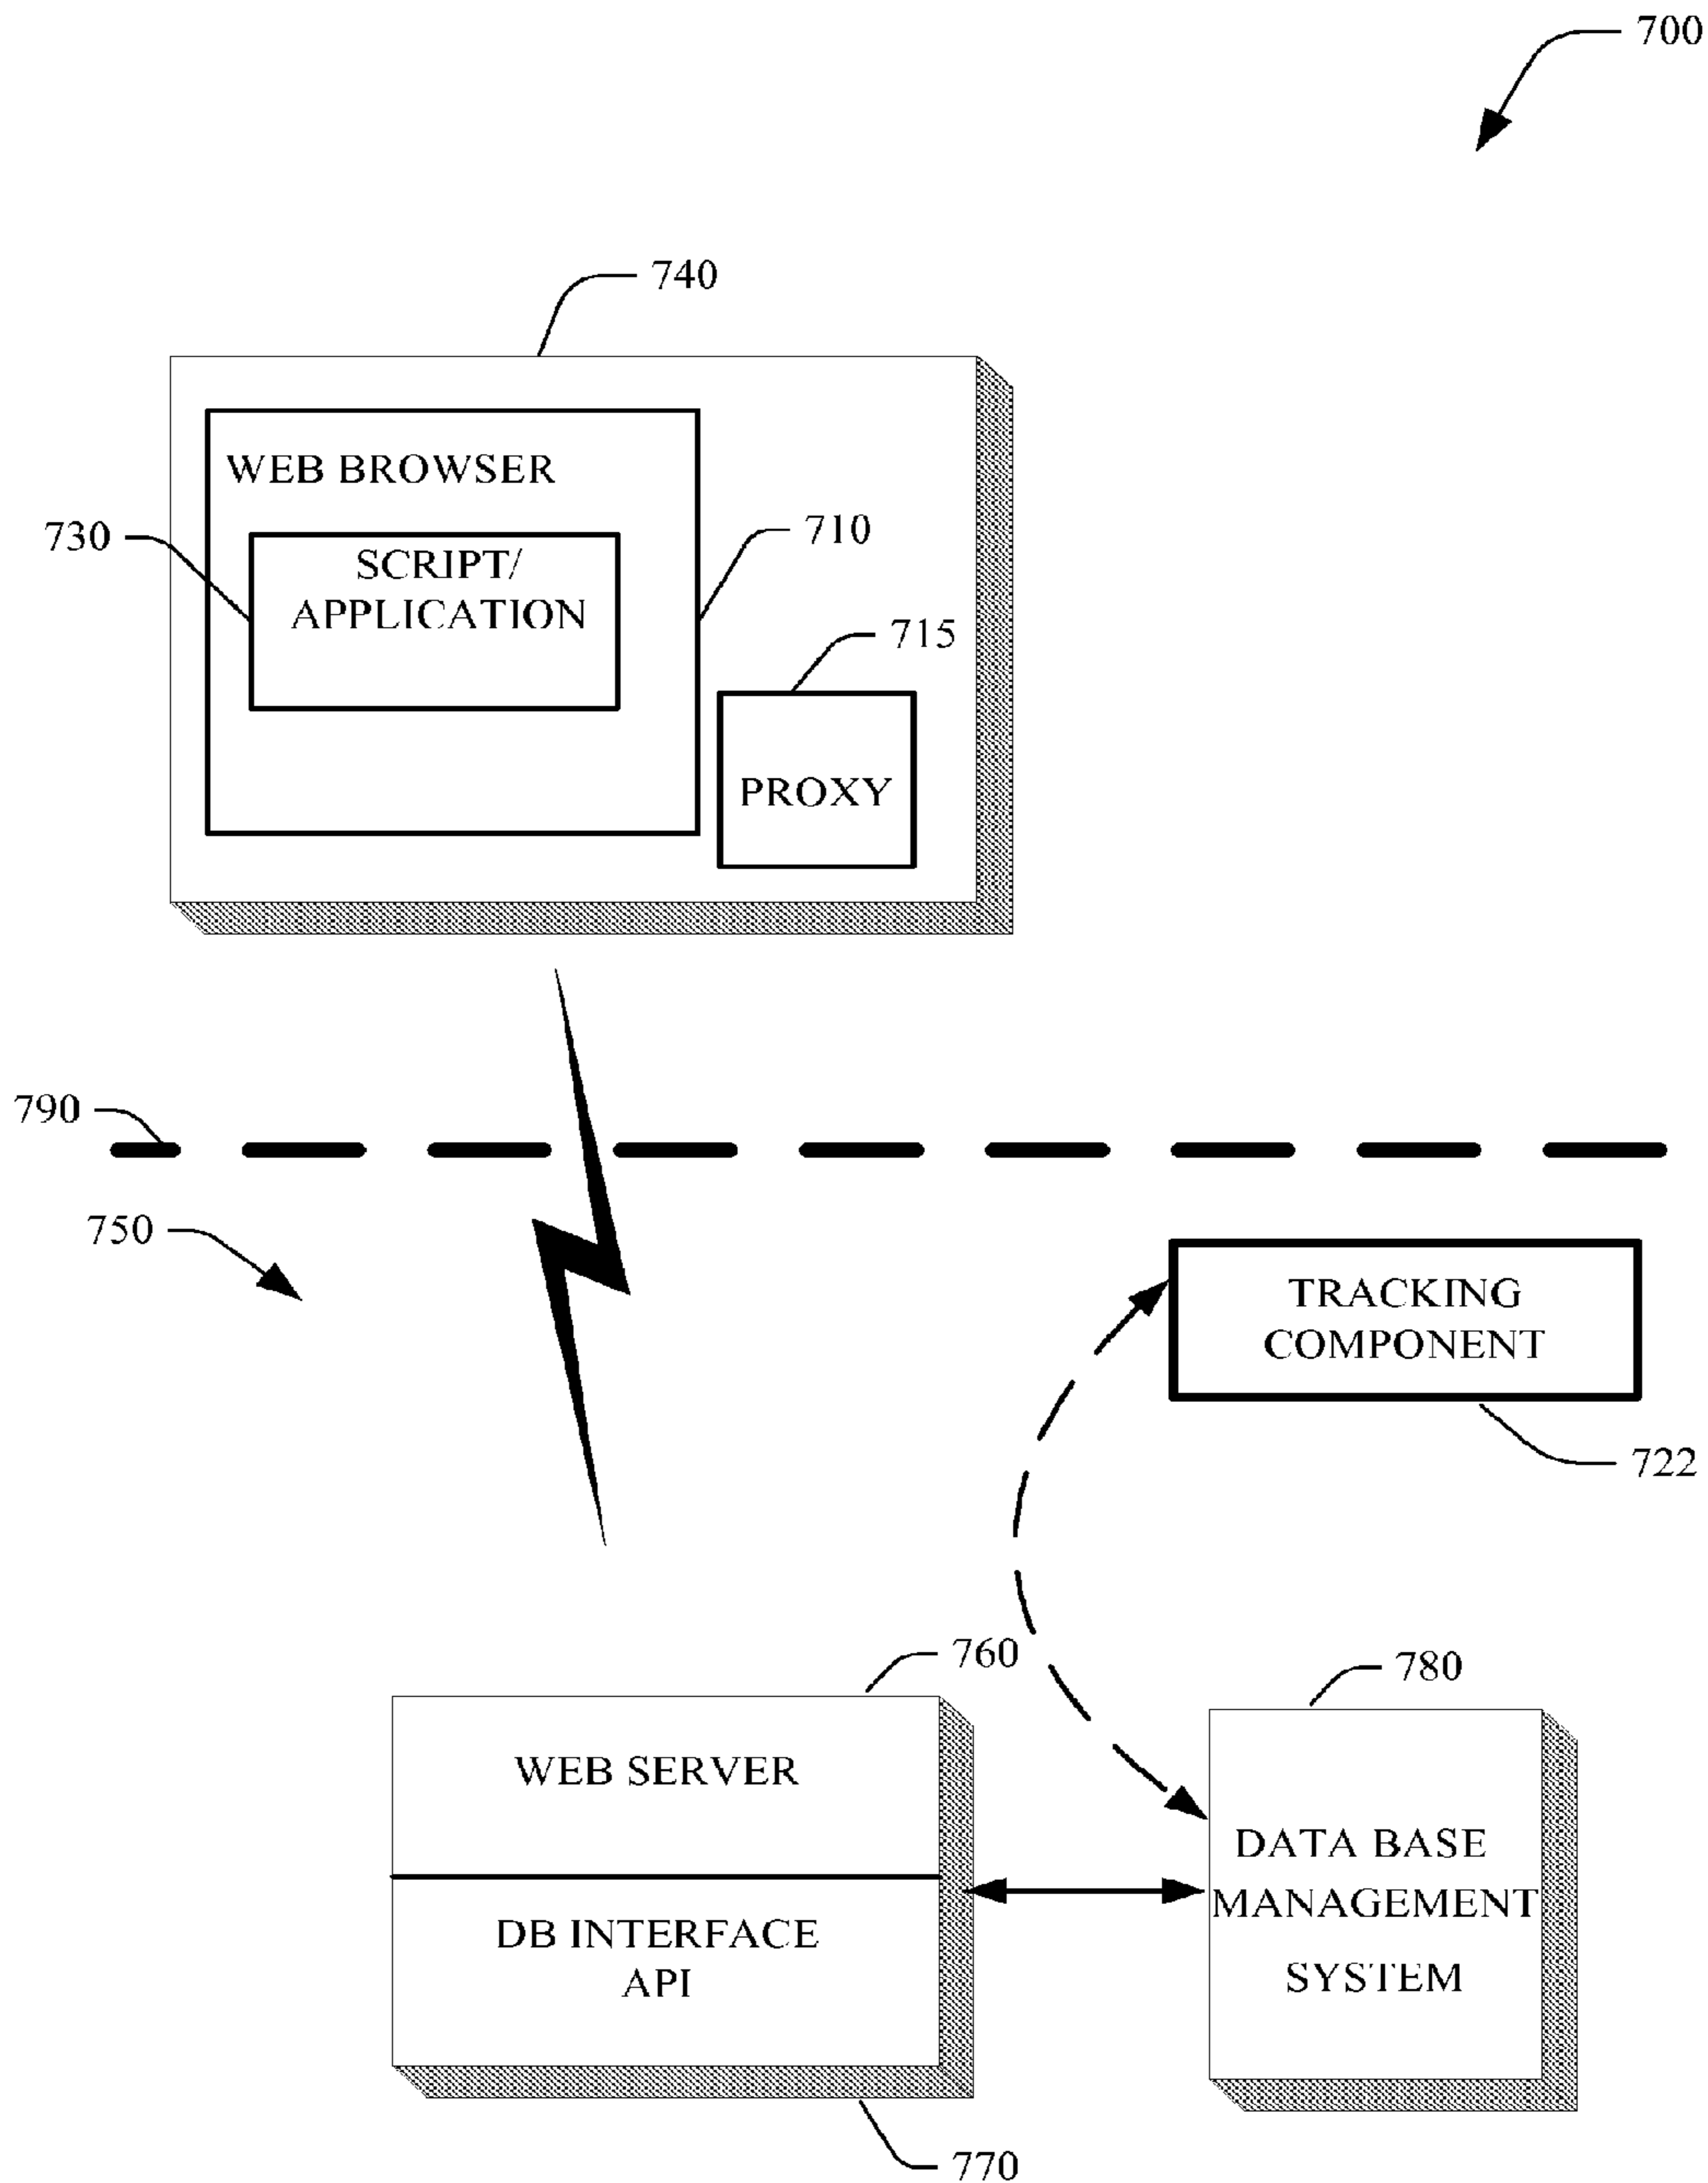 700
740
WEB BROWSER
730
710
SCRIPT/
APPLICATION
715
PROXY
790
750
TRACKING
COMPONENT
722
760
780
WEB SERVER
DATA BASE
MANAGEMENT
SYSTEM
DB INTERFACE
API
770